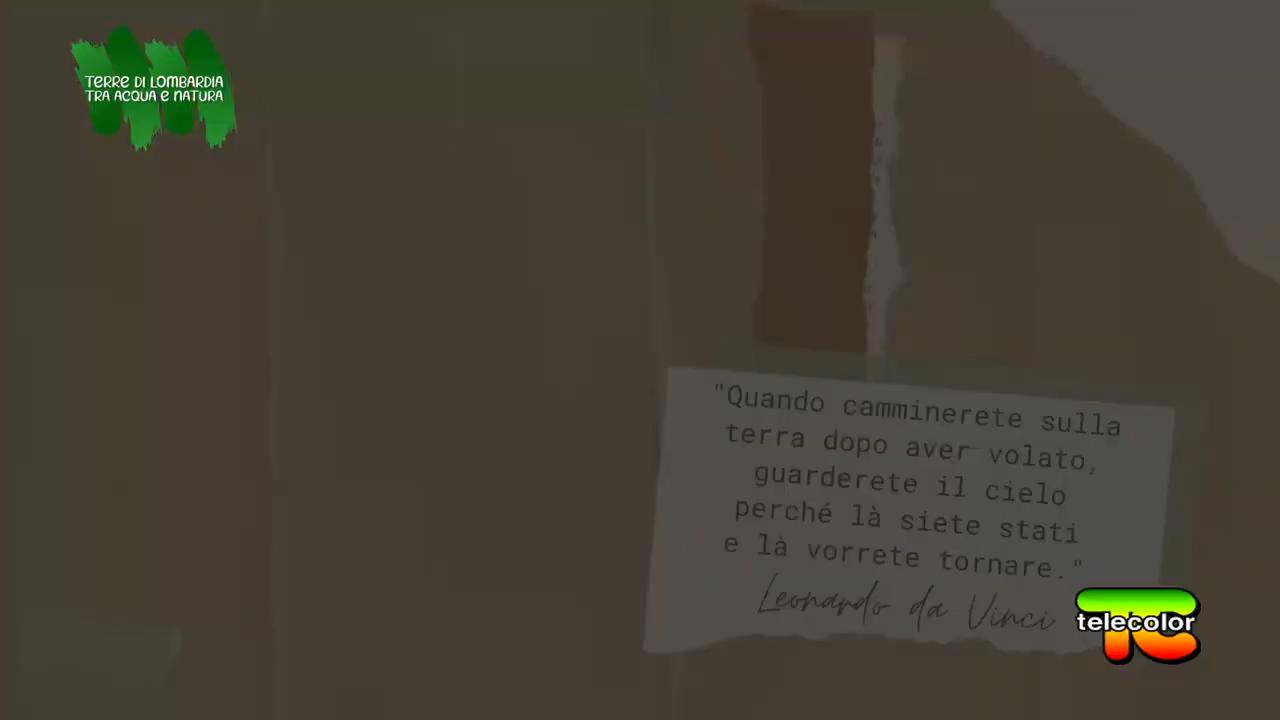 TERRE DI LOMBARDIA
TRA ACQUA E NATURA
"Quando camminerete sulla
terra dopo aver volato,
guarderete il cielo
perché là siete stati
e là vorrete tornare."
Leonardo da Vinci
telecolor